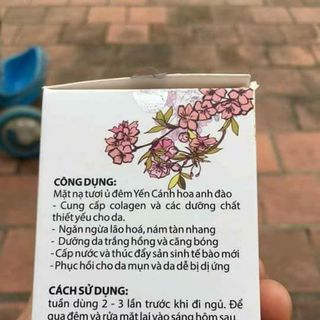 CÔNG DỤNG:
Mặt nạ tươi ủ đêm Yến Cánh hoa anh đào
- Cung cấp colagen và các dưỡng chất
thiết yếu cho da.
- Ngăn ngừa lão hoá, nám tàn nhang
- Dưỡng da trắng hồng và căng bóng
- Cấp nước và thúc đẩy sản sinh tế bào mới
- Phục hồi cho da mụn và da dễ bị dị ứng
CÁCH SỬ DỤNG:
tuần dùng 2 - 3 lần trước khi đi ngủ. Để
qua đêm và rửa mặt lại vào sáng hôm sau